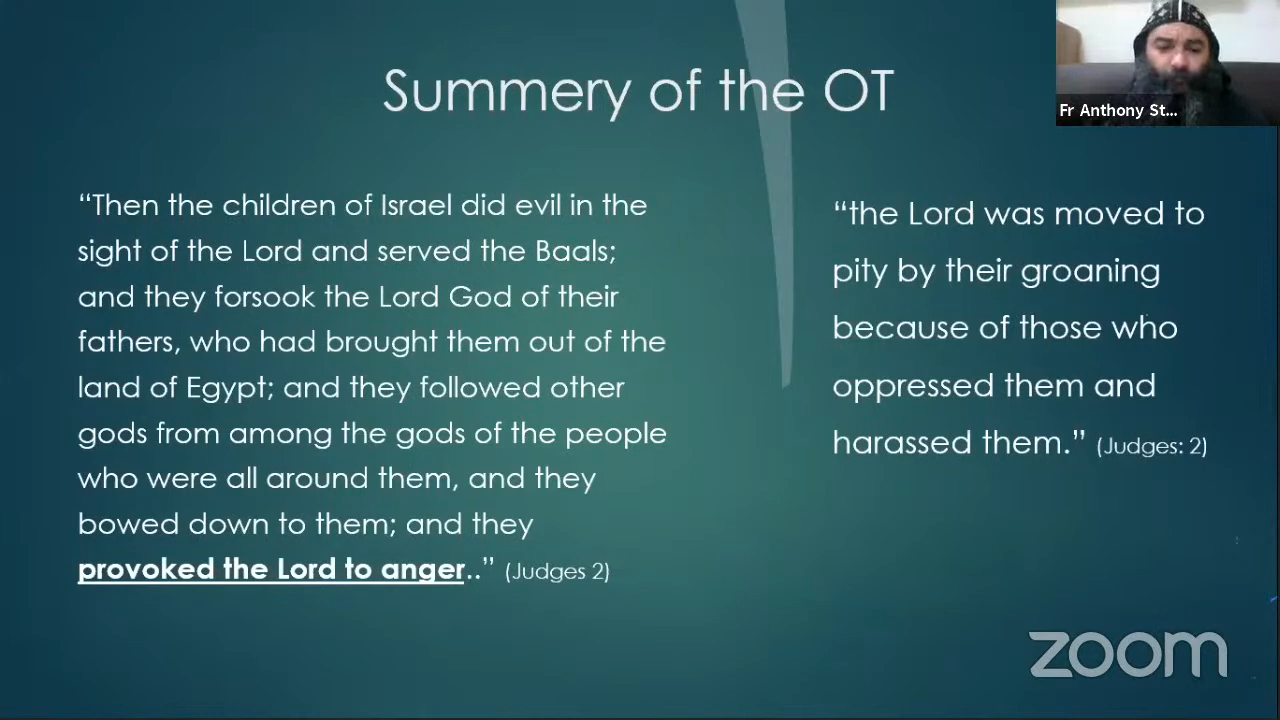 Summery of the OT
Fr Anthony St...
“Then the children of Israel did evil in the
sight of the Lord and served the Baals;
and they forsook the Lord God of their
fathers, who had brought them out of the
land of Egypt; and they followed other
gods from among the gods of the people
who were all around them, and they
bowed down to them; and they
provoked the Lord to anger..” (Judges 2)
“the Lord was moved to
pity by their groaning
because of those who
oppressed them and
harassed them.” (Judges: 2)
zoom